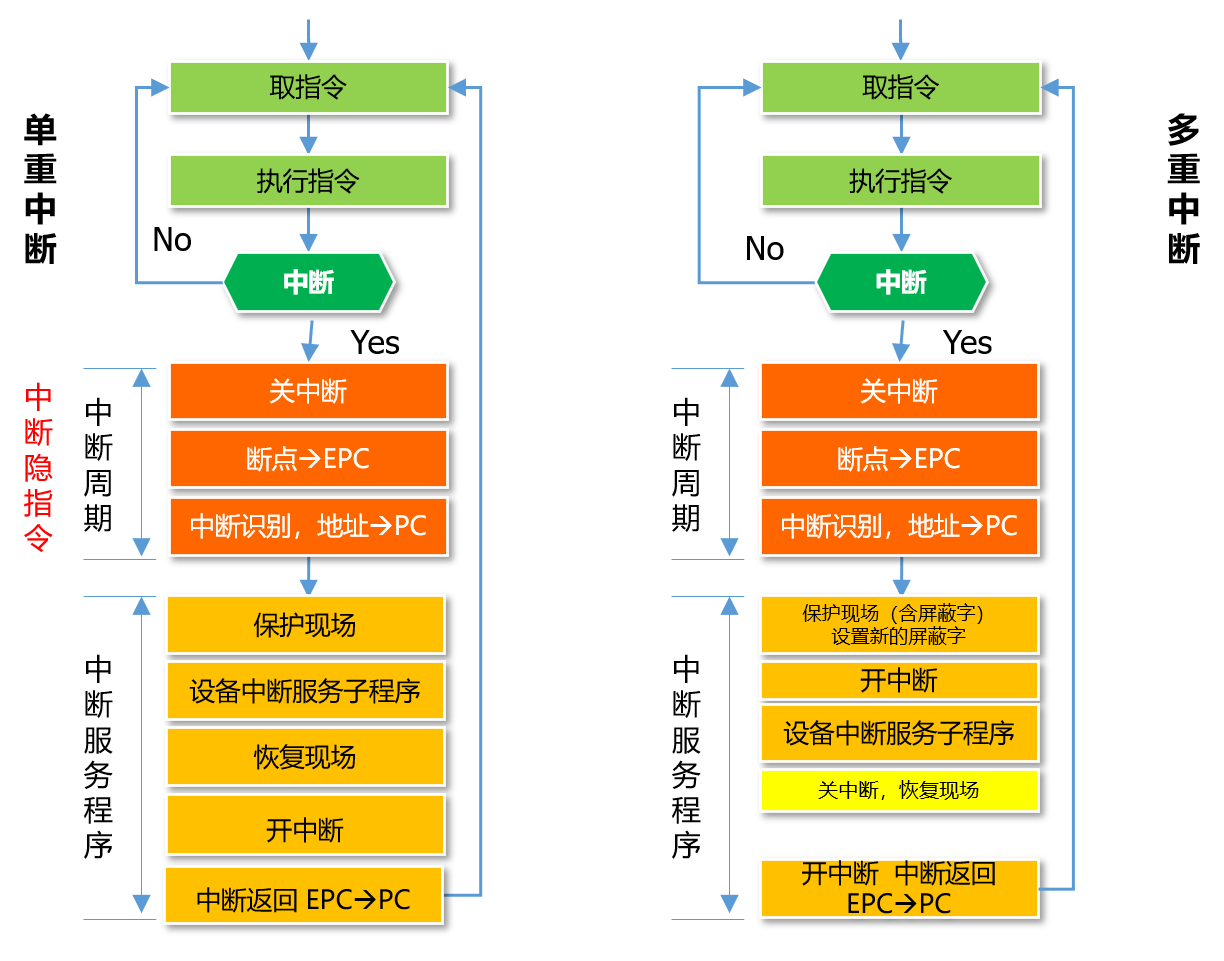 单重中断
取指令
执行指令
No
中断
Yes
中断隐指令
中断周期
关中断
断点→EPC
中断识别，地址→PC
中断服务程序
保护现场
设备中断服务子程序
恢复现场
开中断
中断返回 EPC→PC
多重中断
取指令
执行指令
No
中断
Yes
中断周期
关中断
断点→EPC
中断识别，地址→PC
中断服务程序
保护现场（含屏蔽字）
设置新的屏蔽字
开中断
设备中断服务子程序
关中断，恢复现场
开中断 中断返回
EPC→PC